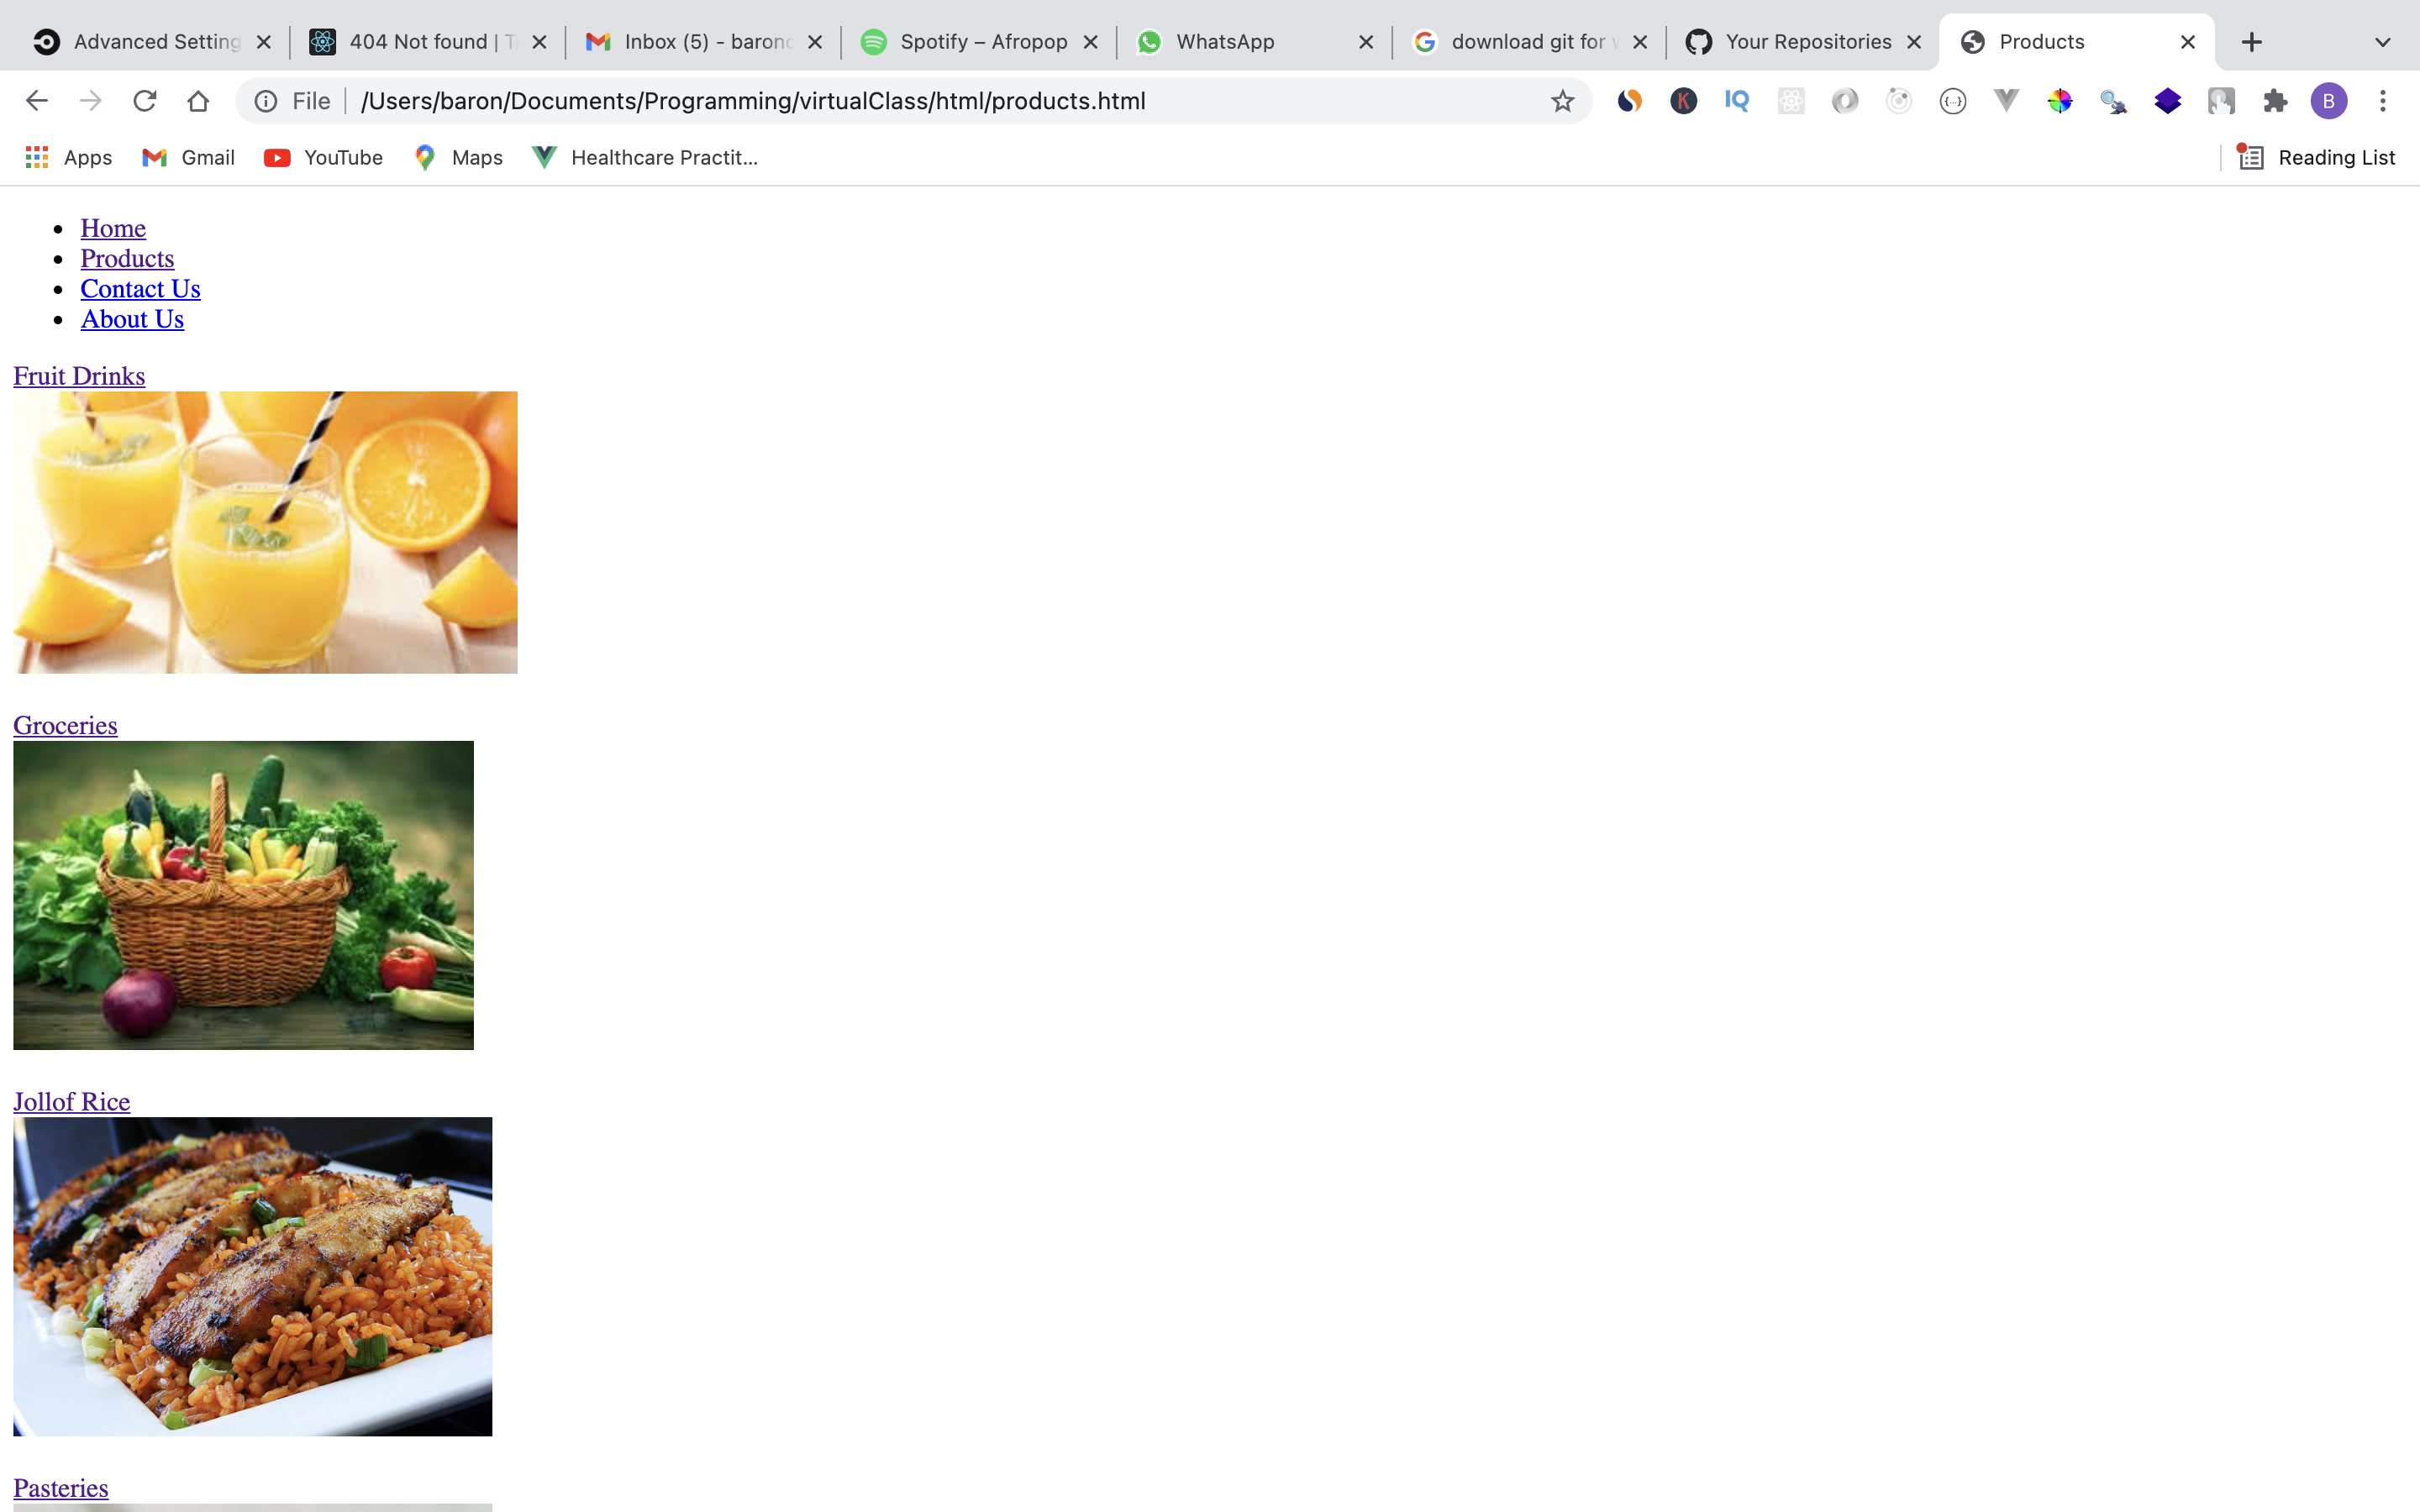 Advanced Setting
404 Not found | T
Inbox (5) - baronc
Spotify – Afropop
WhatsApp
download git for w
Your Repositories
Products
File
/Users/baron/Documents/Programming/virtualClass/html/products.html
K
IQ
B
Apps
Gmail
YouTube
Maps
Healthcare Practit...
Reading List
Home
Products
Contact Us
About Us
Fruit Drinks
Groceries
Jollof Rice
Pasteries